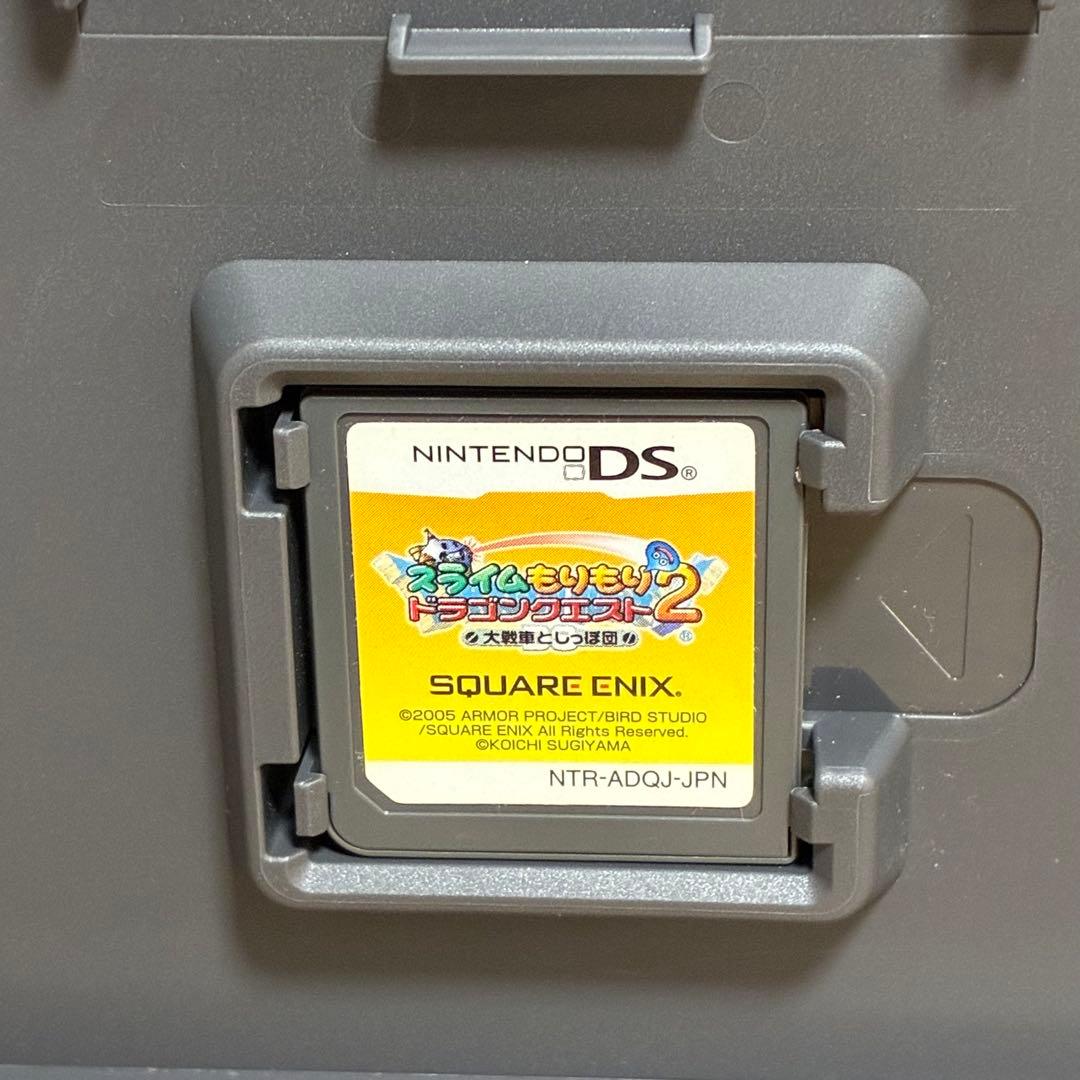 NINTENDO DS®
スライムもりもり
ドラゴンクエスト2
大戦車としっぽ団
®
SQUARE ENIX.
©2005 ARMOR PROJECT/BIRD STUDIO
/SQUARE ENIX All Rights Reserved.
©KOICHI SUGIYAMA
NTR-ADQJ-JPN